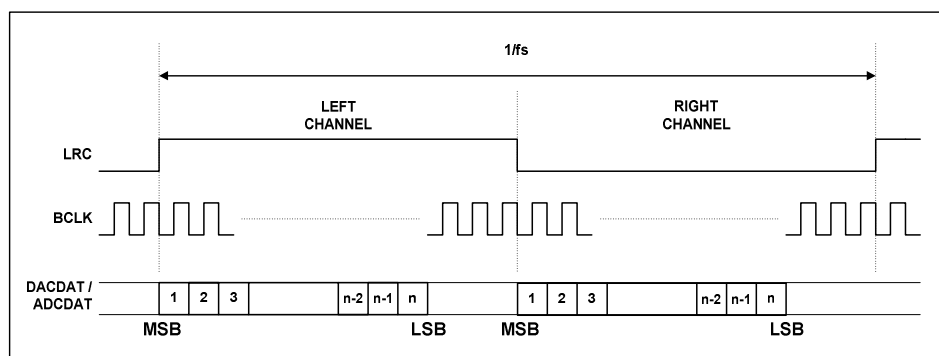 1/fs
LEFT
CHANNEL
RIGHT
CHANNEL
LRC
BCLK
DACDAT /
ADCDAT
1 2 3 n-2 n-1 n 1 2 3 n-2 n-1 n
MSB LSB MSB LSB